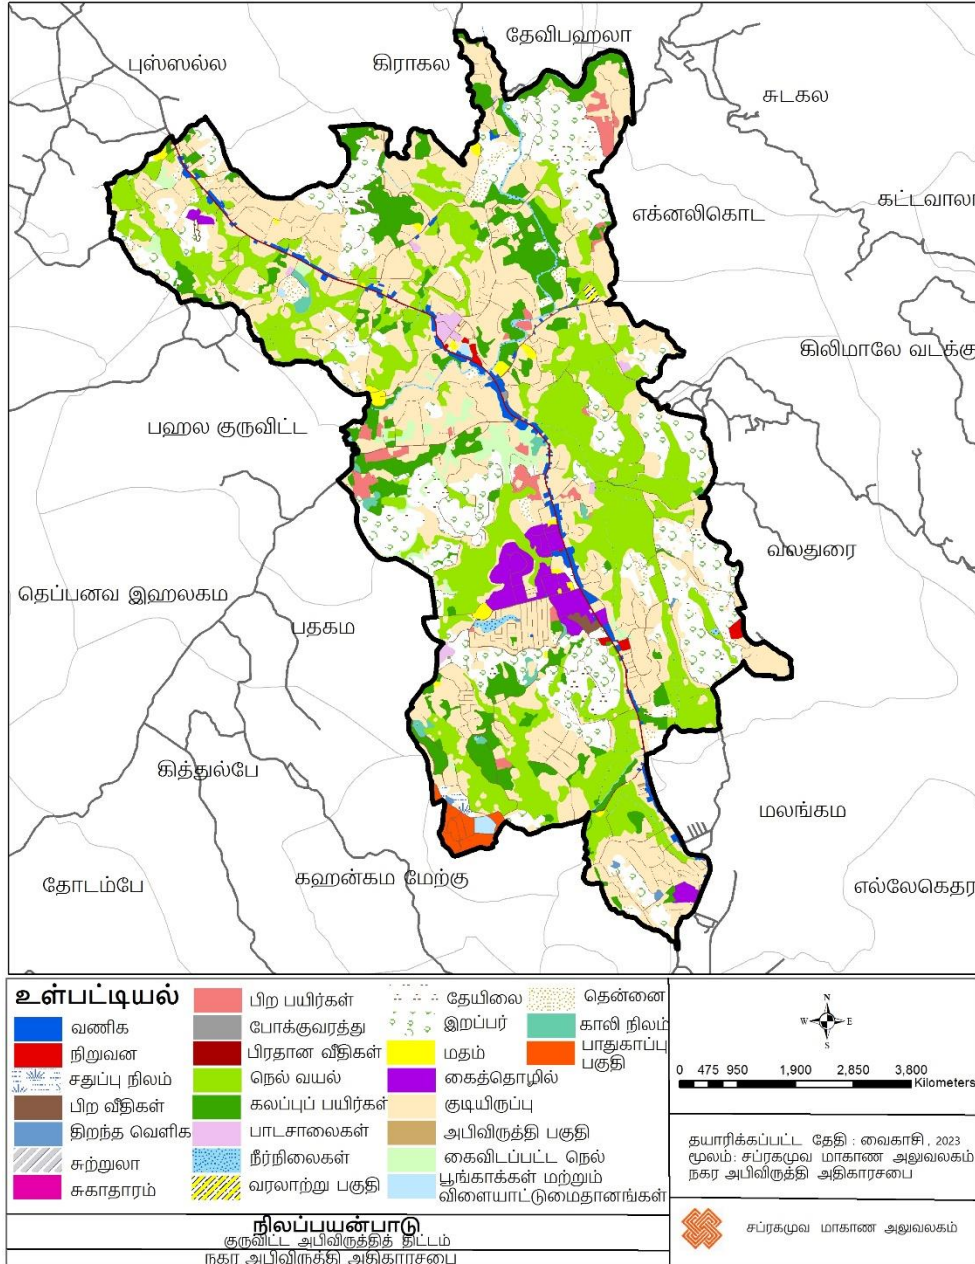 தேவிபஹலா
புஸ்ஸல்ல
கிராகல
சுடகல
கட்டவாலா
எக்னலிகொட
கிலிமாலே வடக்கு
பஹல குருவிட்ட
வலதுரை
தெப்பனவ இஹலகம
பதகம
கித்துல்பே
மலங்கம
தோடம்பே
கஹன்கம மேற்கு
எல்லேகெதர
உள்பட்டியல்
வணிக
நிறுவன
சதுப்பு நிலம்
பிற வீதிகள்
திறந்த வெளிக
சுற்றுலா
சுகாதாரம்
பிற பயிர்கள்
போக்குவரத்து
பிரதான வீதிகள்
நெல் வயல்
கலப்புப் பயிர்கள்
பாடசாலைகள்
நீர்நிலைகள்
வரலாற்று பகுதி
தேயிலை
இறப்பர்
மதம்
கைத்தொழில்
குடியிருப்பு
அபிவிருத்தி பகுதி
கைவிடப்பட்ட நெல்
பூங்காக்கள் மற்றும்
விளையாட்டுமைதானங்கள்
தென்னை
காலி நிலம்
பாதுகாப்பு
பகுதி
N
W E
S
0 475 950 1,900 2,850 3,800
Kilometers
தயாரிக்கப்பட்ட தேதி : வைகாசி , 2023
மூலம்: சப்ரகமுவ மாகாண அலுவலகம்
நகர அபிவிருத்தி அதிகாரசபை
நிலப்பயன்பாடு
குருவிட்ட அபிவிருத்தித் திட்டம்
நகர அபிவிருத்தி அதிகாரசபை
சப்ரகமுவ மாகாண அலுவலகம்